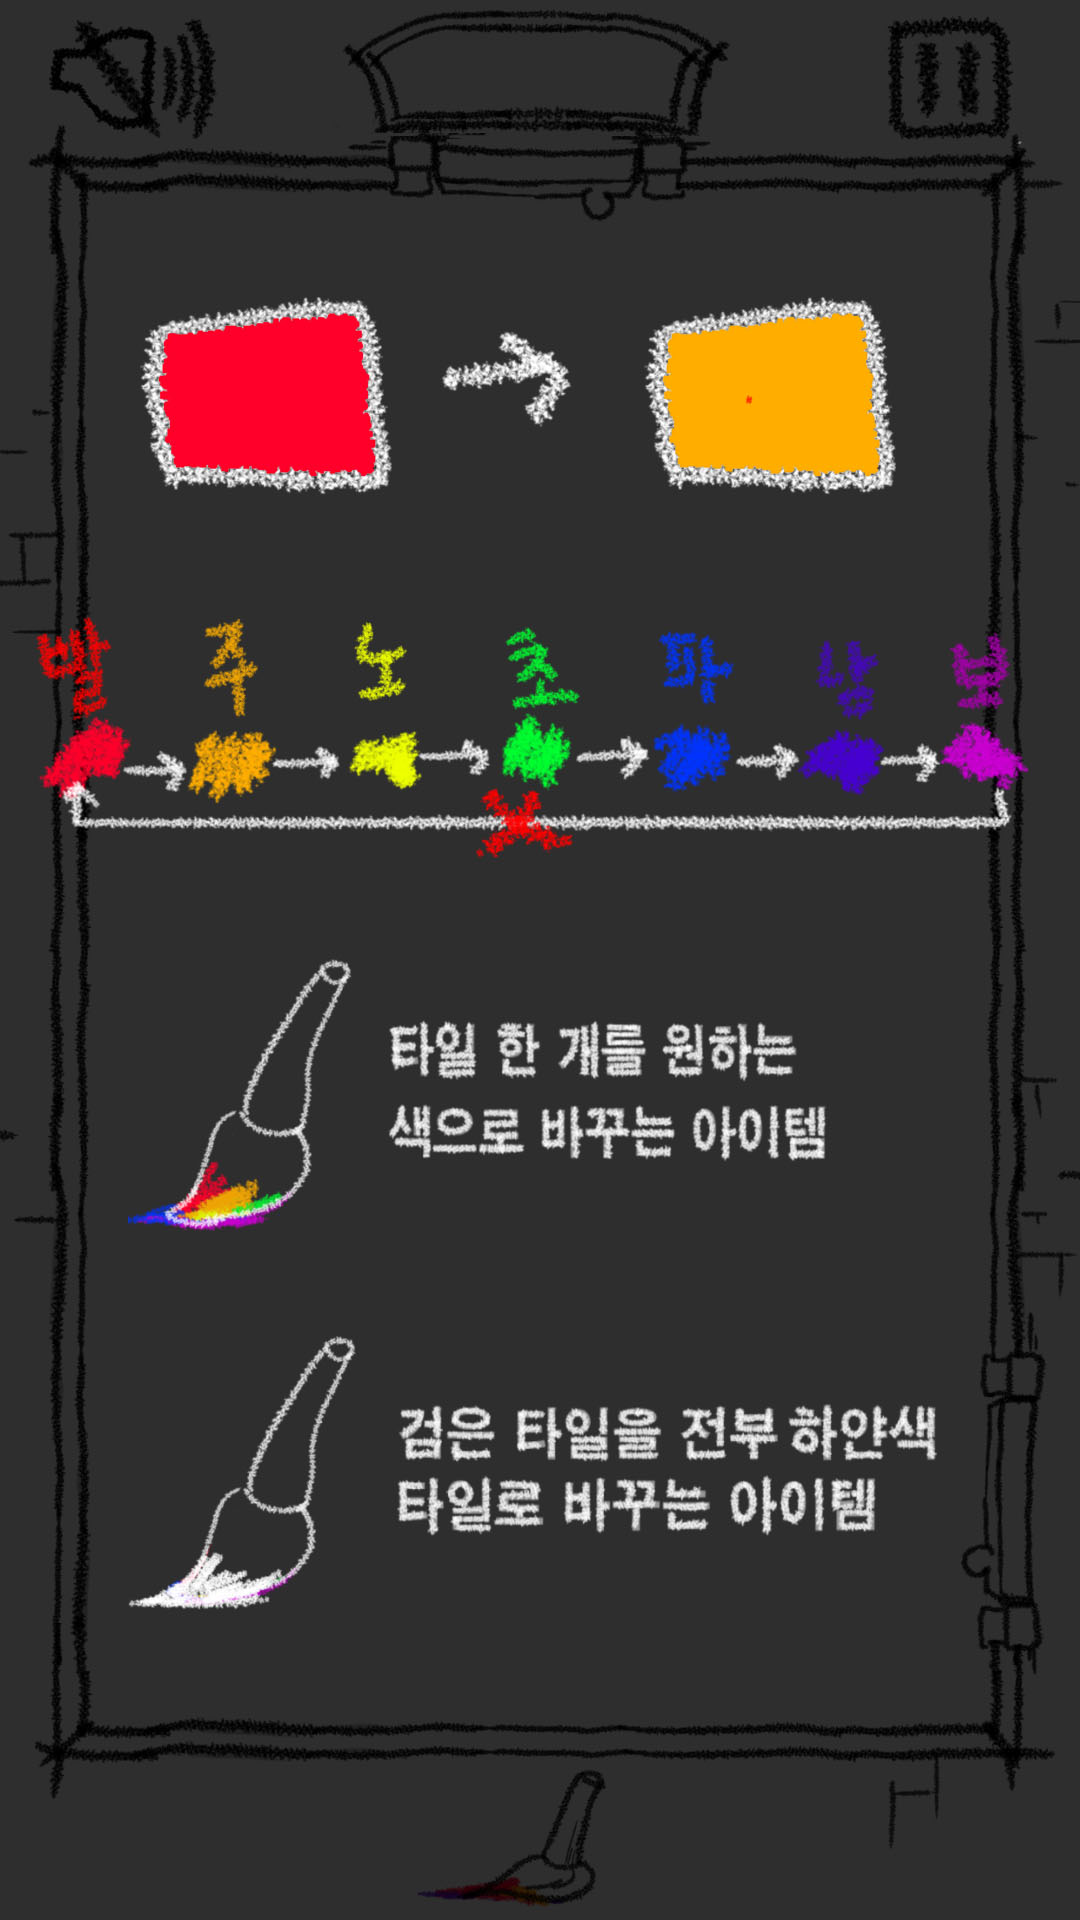 빨 주 노 초 파 남 보
타일 한 개를 원하는
색으로 바꾸는 아이템
검은 타일을 전부 하얀색
타일로 바꾸는 아이템